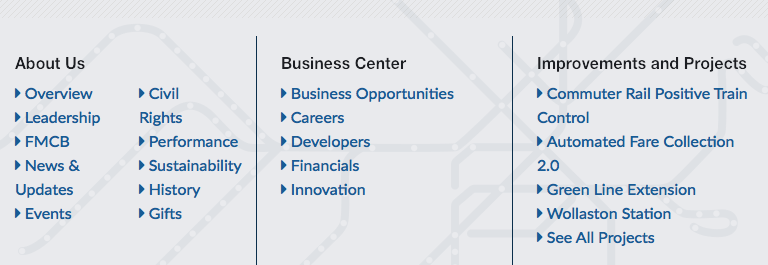 About Us
Overview
Leadership
FMCB
News &
Updates
Events
Civil
Rights
Performance
Sustainability
History
Gifts
Business Center
Business Opportunities
Careers
Developers
Financials
Innovation
Improvements and Projects
Commuter Rail Positive Train
Control
Automated Fare Collection
2.0
Green Line Extension
Wollaston Station
See All Projects